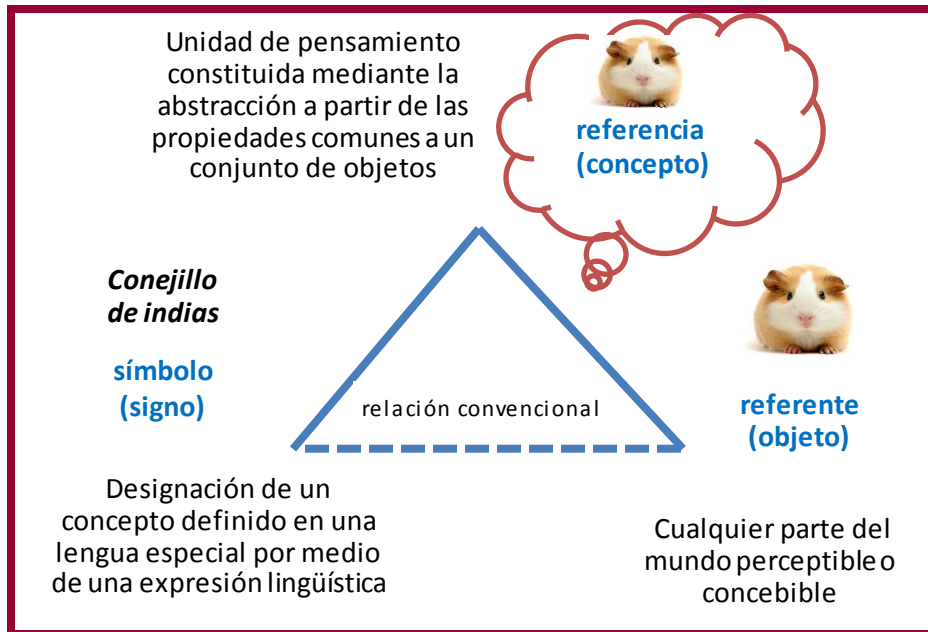 Unidad de pensamiento
constituida mediante la
abstracción a partir de las
propiedades comunes a un
conjunto de objetos
referencia
(concepto)
Conejillo
de indias
símbolo
(signo)
relación convencional
referente
(objeto)
Designación de un
concepto definido en una
lengua especial por medio
de una expresión lingüística
Cualquier parte del
mundo perceptible o
concebible